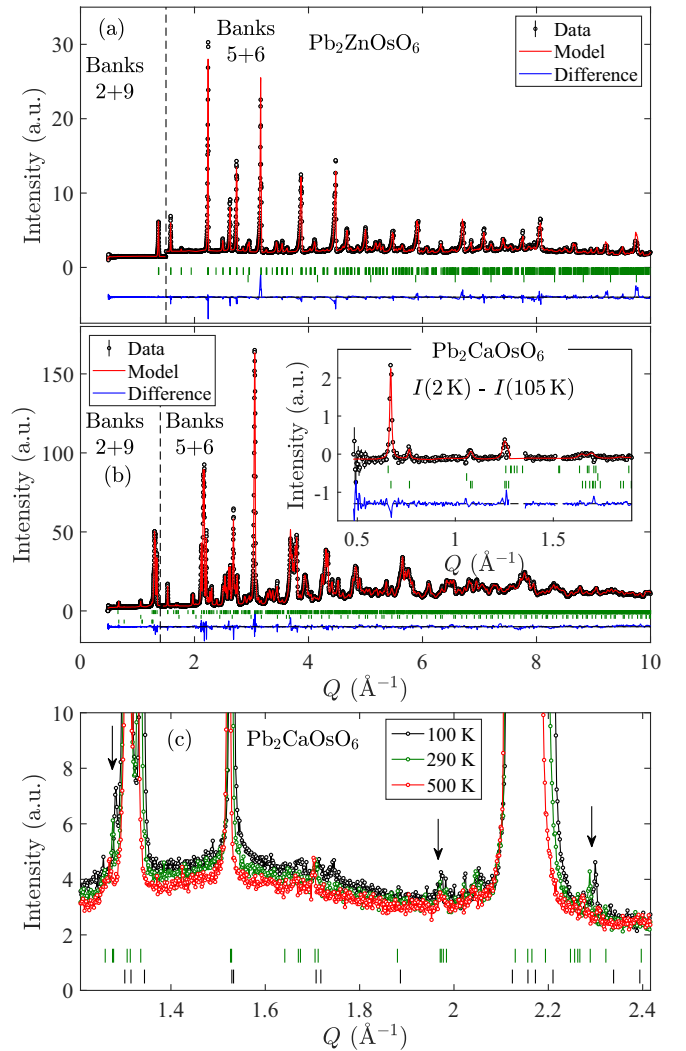 (a)
Pb₂ZnOsO₆
Banks
2+9
Banks
5+6
Data
Model
Difference
Intensity (a.u.)
30
20
10
0
(b)
Data
Model
Difference
Banks
2+9
Banks
5+6
Intensity (a.u.)
150
100
50
0
0 2 4 6 8 10
Q (Å⁻¹)
Pb₂CaOsO₆
I(2 K) - I(105 K)
Intensity (a.u.)
2
1
0
-1
0.5 1 1.5
Q (Å⁻¹)
(c)
Pb₂CaOsO₆
100 K
290 K
500 K
Intensity (a.u.)
10
8
6
4
2
0
1.4 1.6 1.8 2 2.2 2.4
Q (Å⁻¹)